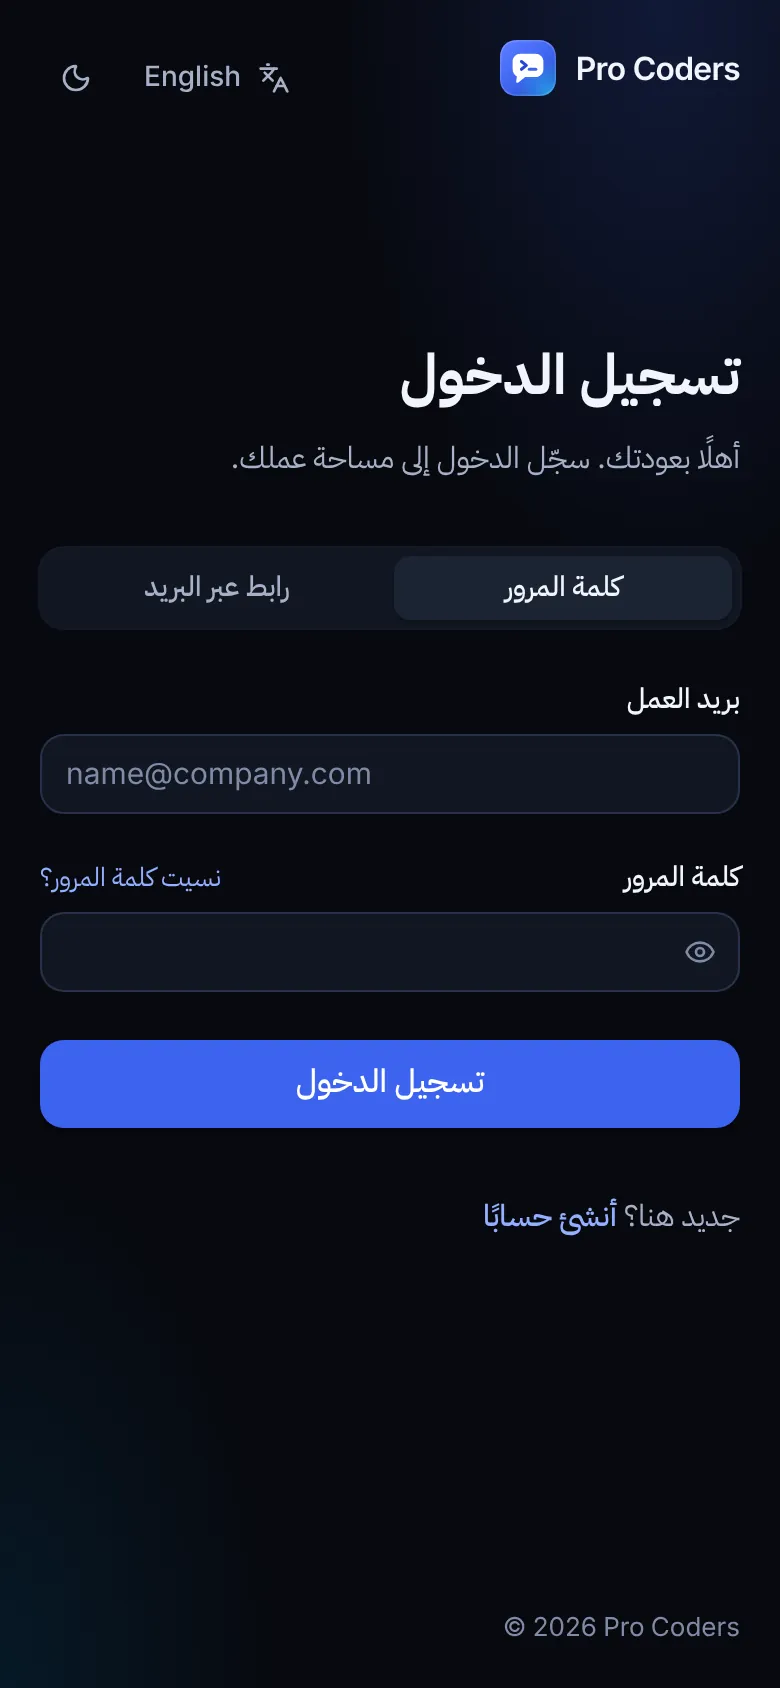 Pro Coders
English
تسجيل الدخول
أهلًا بعودتك. سجّل الدخول إلى مساحة عملك.
كلمة المرور
رابط عبر البريد
بريد العمل
name@company.com
كلمة المرور
نسيت كلمة المرور؟
تسجيل الدخول
جديد هنا؟ أنشئ حسابًا
© 2026 Pro Coders